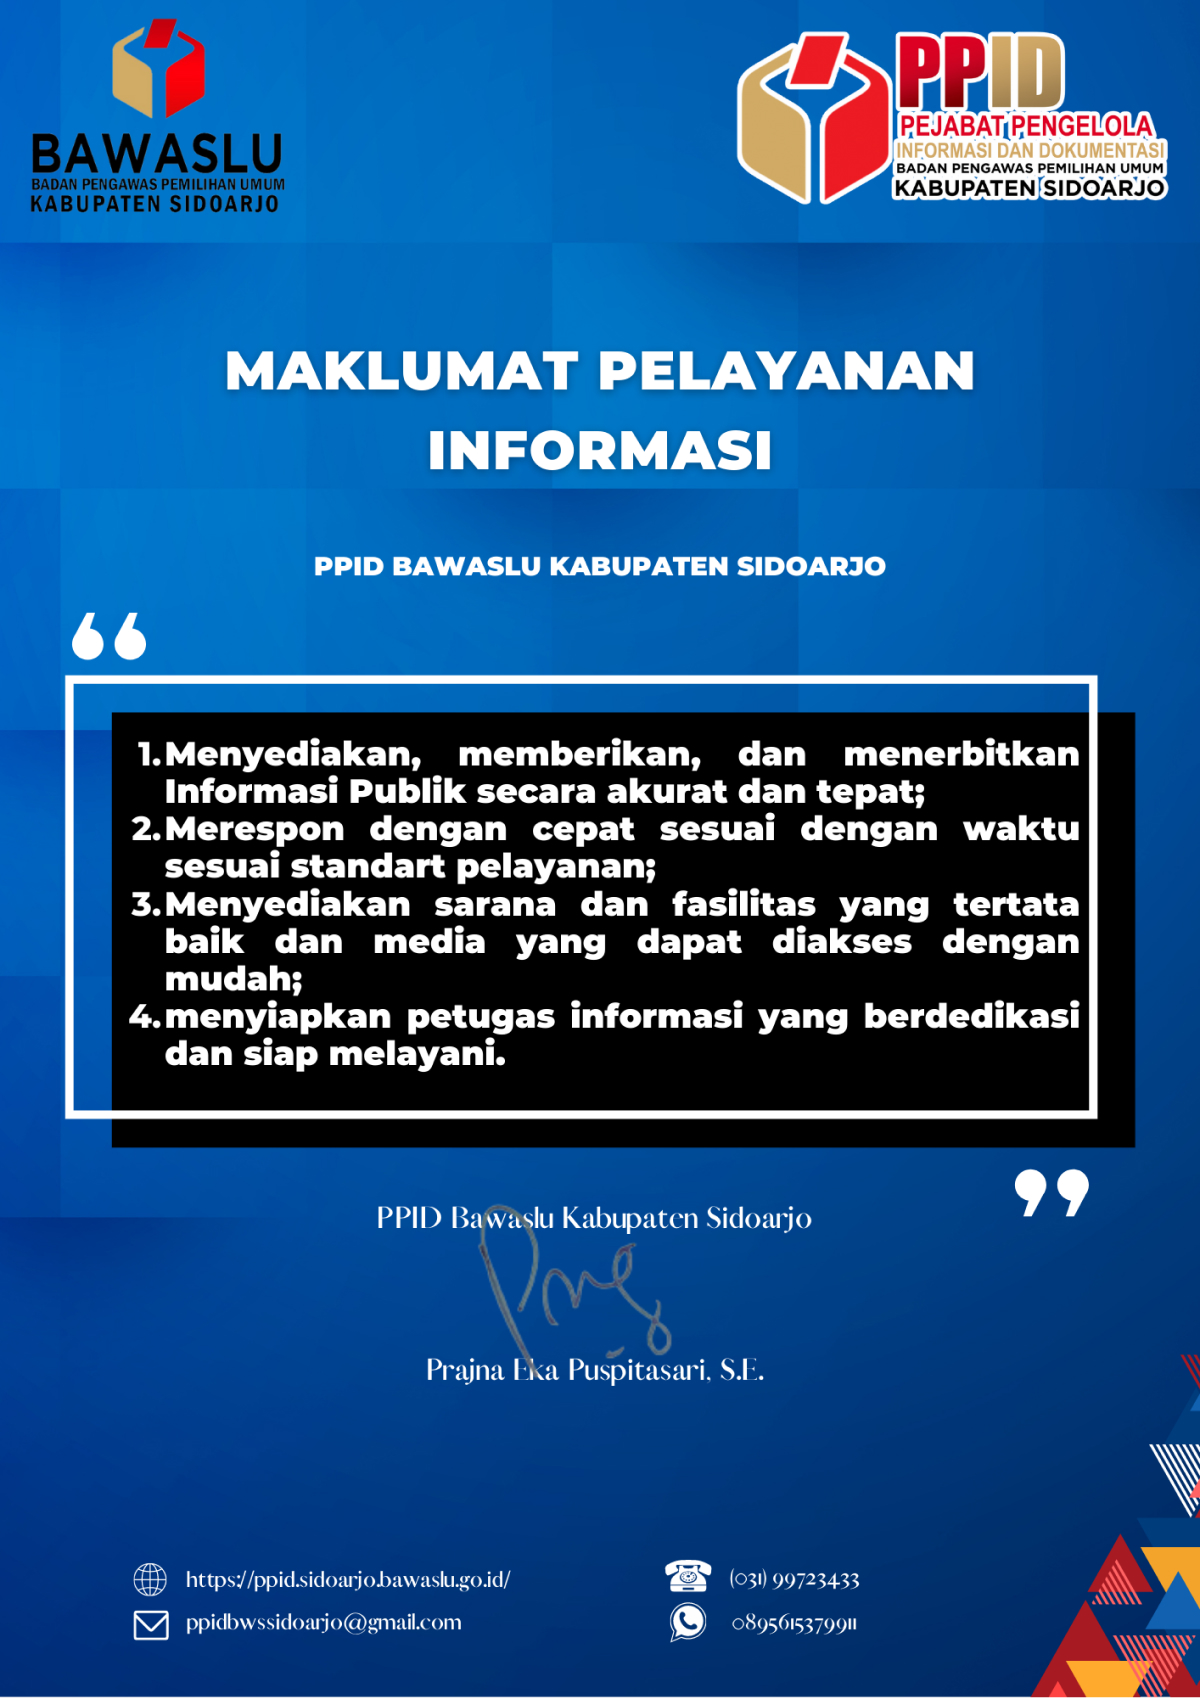 BAWASLU
BADAN PENGAWAS PEMILIHAN UMUM
KABUPATEN SIDOARJO
PPID
PEJABAT PENGELOLA
INFORMASI DAN DOKUMENTASI
BADAN PENGAWAS PEMILIHAN UMUM
KABUPATEN SIDOARJO
MAKLUMAT PELAYANAN
INFORMASI
PPID BAWASLU KABUPATEN SIDOARJO
“
1. Menyediakan, memberikan, dan menerbitkan
Informasi Publik secara akurat dan tepat;
2. Merespon dengan cepat sesuai dengan waktu
sesuai standart pelayanan;
3. Menyediakan sarana dan fasilitas yang tertata
baik dan media yang dapat diakses dengan
mudah;
4. menyiapkan petugas informasi yang berdedikasi
dan siap melayani.
”
PPID Bawaslu Kabupaten Sidoarjo
Prajna Eka Puspitasari, S.E.
https://ppid.sidoarjo.bawaslu.go.id/
ppidbwssidoarjo@gmail.com
(031) 99723433
0895615379911